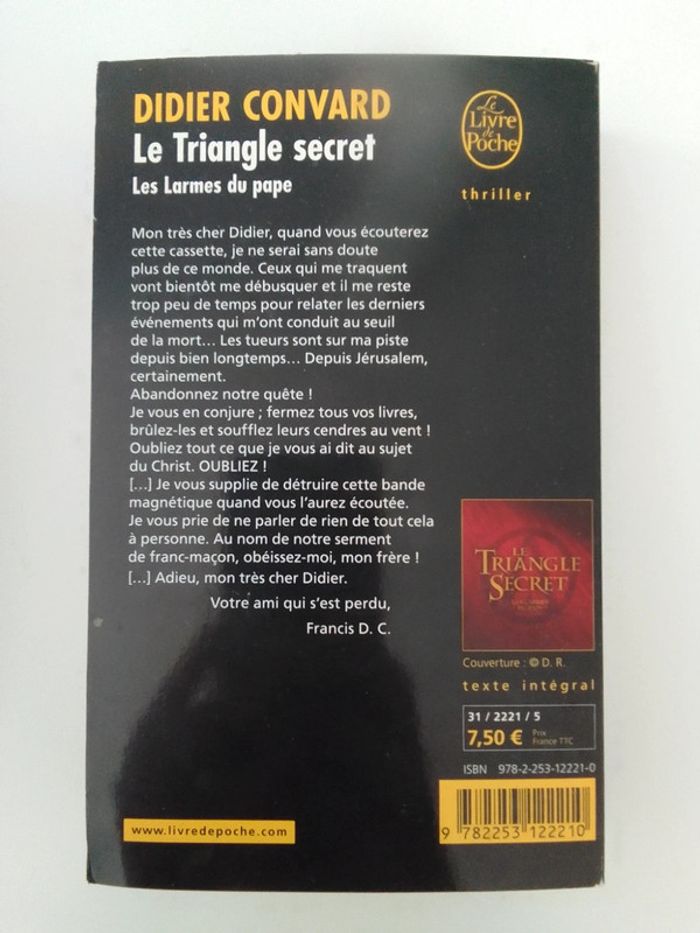 DIDIER CONVARD
Le Triangle secret
Les Larmes du pape
Le
Livre
de
Poche
thriller
Mon très cher Didier, quand vous écouterez
cette cassette, je ne serai sans doute
plus de ce monde. Ceux qui me traquent
vont bientôt me débusquer et il me reste
trop peu de temps pour relater les derniers
événements qui m'ont conduit au seuil
de la mort... Les tueurs sont sur ma piste
depuis bien longtemps... Depuis Jérusalem,
certainement.
Abandonnez notre quête !
Je vous en conjure ; fermez tous vos livres,
brûlez-les et soufflez leurs cendres au vent !
Oubliez tout ce que je vous ai dit au sujet
du Christ. OUBLIEZ !
[...] Je vous supplie de détruire cette bande
magnétique quand vous l'aurez écoutée.
Je vous prie de ne parler de rien de tout cela
à personne. Au nom de notre serment
de franc-maçon, obéissez-moi, mon frère !
[...] Adieu, mon très cher Didier.
Votre ami qui s'est perdu,
Francis D. C.
LE
TRIANGLE
SECRET
Couverture : © D. R.
texte intégral
31 / 2221 / 5
7,50 € Prix
France TTC
ISBN 978-2-253-12221-0
9 782253 122210
www.livredepoche.com